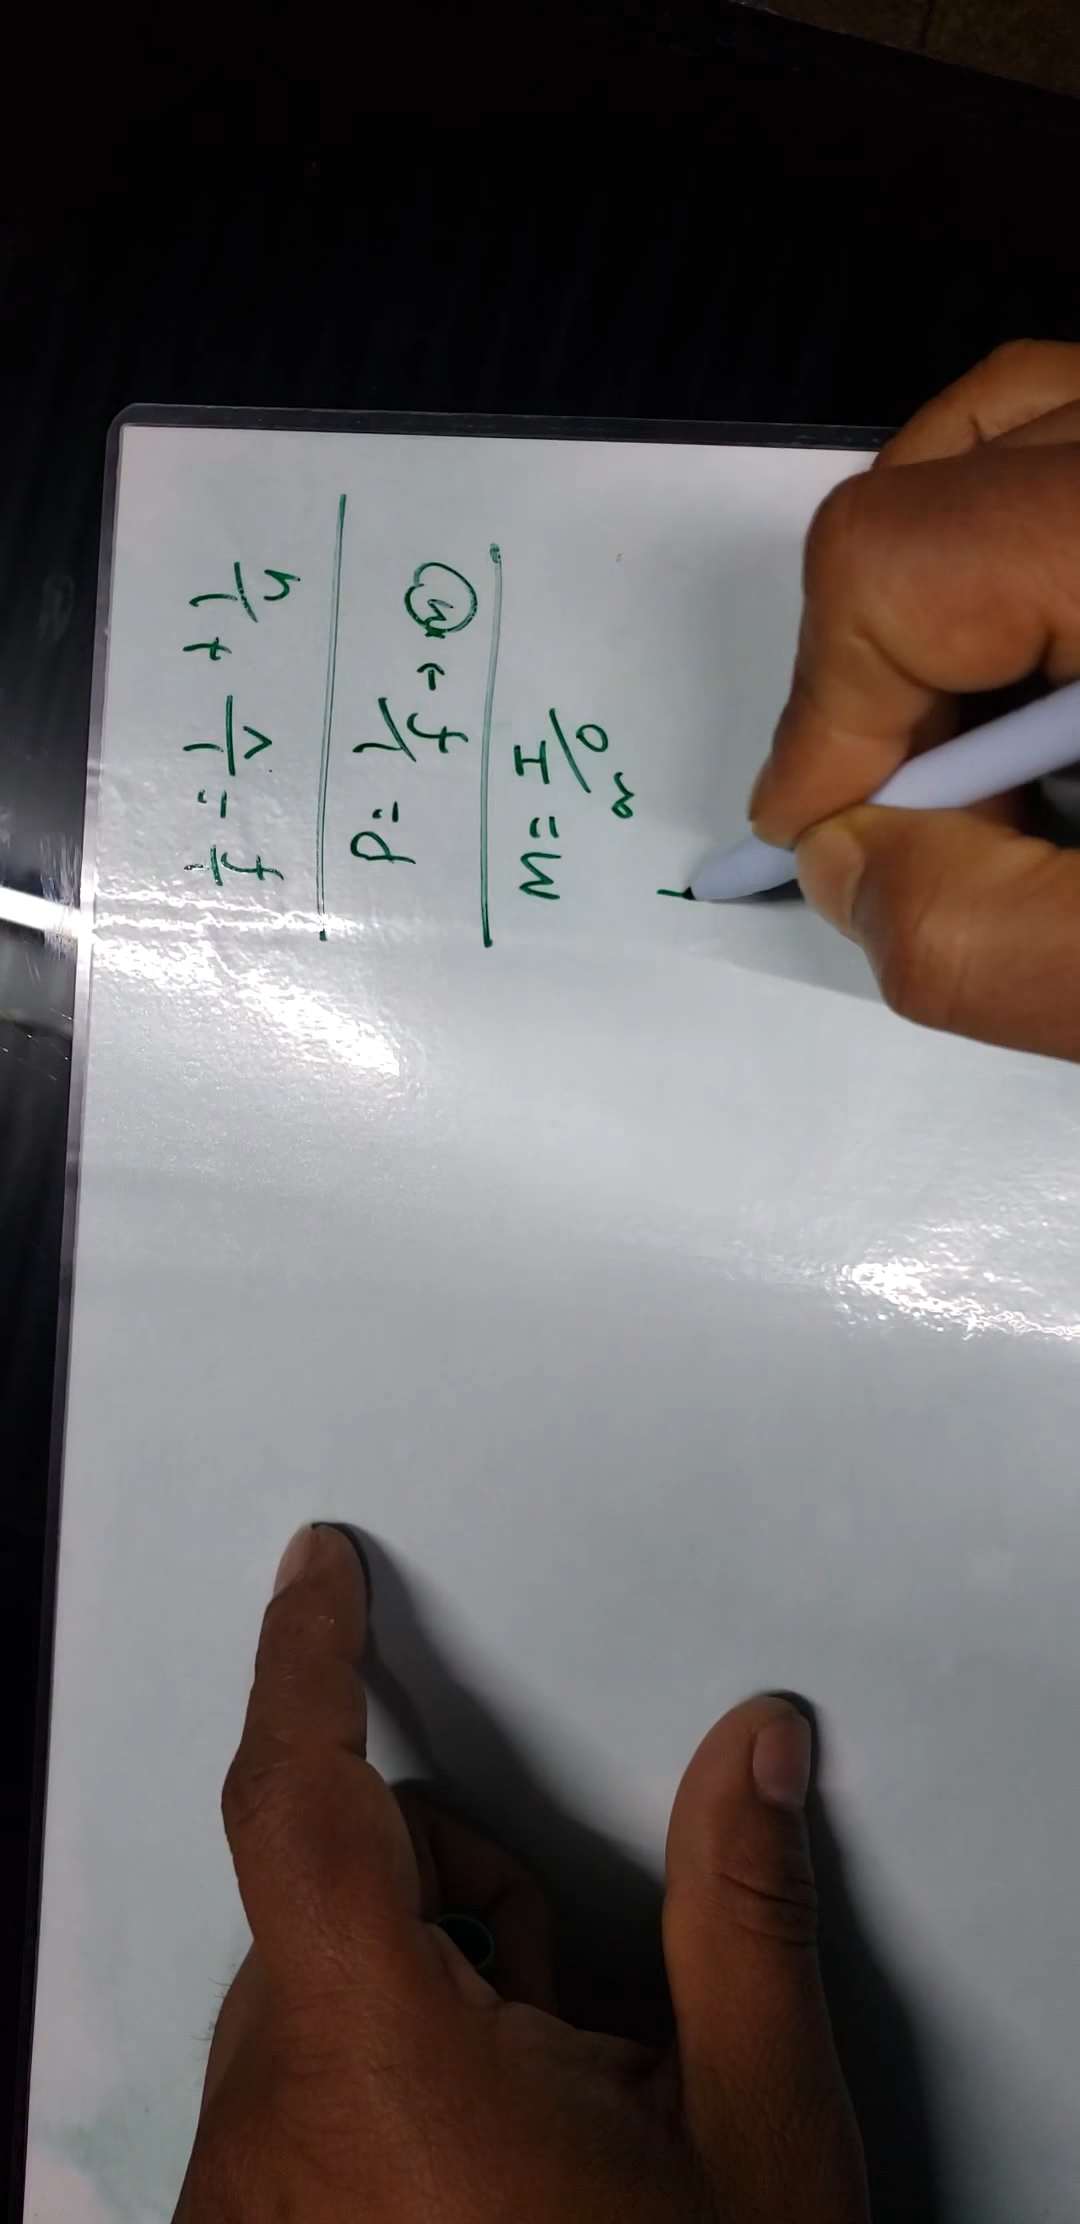 1/f = 1/v + 1/u
P = 1/f → m
M = I/O